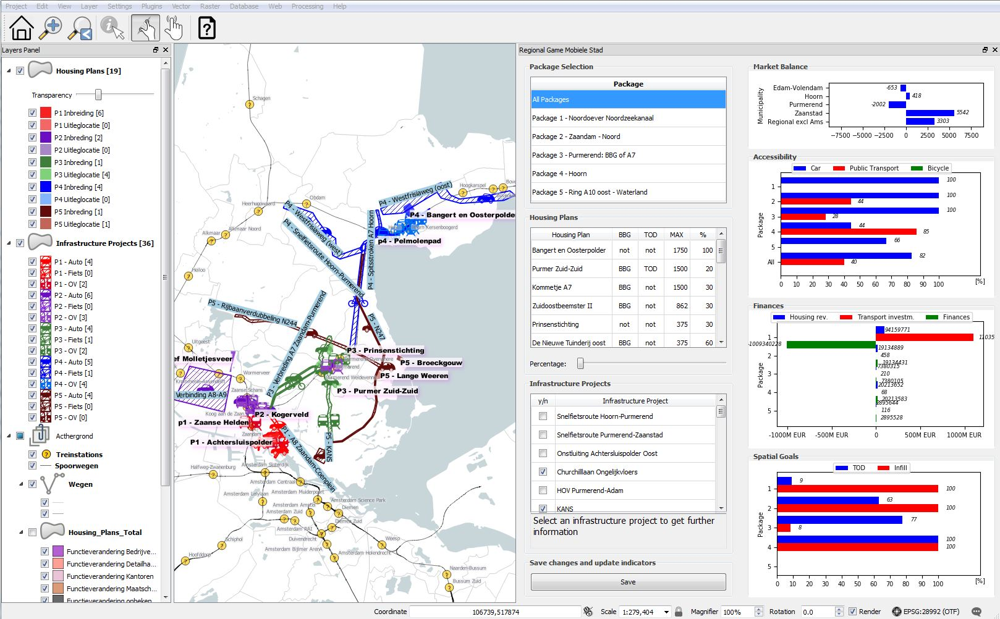 Project Edit View Layer Settings Plugins Vector Raster Database Web Processing Help
Layers Panel
Housing Plans [19]
Transparency
P1 Inbreiding [6]
P1 Uitleglocatie [0]
P2 Inbreding [2]
P2 Uitleglocatie [0]
P3 Inbreding [1]
P3 Uitleglocatie [4]
P4 Inbreding [4]
P4 Uitleglocatie [0]
P5 Inbreding [1]
P5 Uitleglocatie [1]
Infrastructure Projects [36]
P1 - Auto [4]
P1 - Fiets [0]
P1 - OV [2]
P2 - Auto [6]
P2 - Fiets [0]
P2 - OV [3]
P3 - Auto [4]
P3 - Fiets [1]
P3 - OV [2]
P4 - Auto [5]
P4 - Fiets [1]
P4 - OV [4]
P5 - Auto [4]
P5 - Fiets [0]
P5 - OV [0]
Achtergrond
Treinstations
Spoorwegen
Wegen
Housing_Plans_Total
Functieverandering Bedrijve...
Functieverandering Detailha...
Functieverandering Kantoren
Functieverandering Maatsch...
Functieverandering onbeken
Schagen
Obdam
Heerhugowaard
Hoogkarspel
Alkmaar
Alkmaar Noord
Heiloo
Uitgeest
Wormerveer
Zaanse Schans
Koog aan de Zaan
Zaandam
P4 - Westfrisiaweg (oost)
P4 - Westfrisiaweg (west)
P4 - Snelfietsroute Hoorn-Purmerend
P4 - Spitsstroken A7 Hoorn
P4 - Bangert en Oosterpolder
Hoorn Kersenboogerd
p4 - Pelmolenpad
P5 - Rijbaanverdubbeling N244
P3 - Verbreding A7 Zaandam-Purmerend
P5 - N247
P3 - Prinsenstichting
Purmerend Overwhere
Purmerend Weidevenne
P5 - Broeckgouw
P5 - Lange Weeren
P3 - Purmer Zuid-Zuid
ef Molletjesveer
Krommenie-Assendelft
Verbinding A8-A9
P2 - Kogerveld
p1 - Zaanse Helden
P1 - Achtersluispolder
P1 - A8 Zaandam-Coenplein
P5 - KANS
Halfweg-Zwanenburg
Amsterdam Sloterdijk
Amsterdam Centraal
Amsterdam Lelylaan
Amsterdam Muiderpoort
Amsterdam Science Park
Amsterdam Amstel
Diemen
Amsterdam Zuid
Diemen Zuid
Amsterdam RAI
Duivendrecht
Schiphol
Amsterdam Bijlmer ArenA
Amsterdam Holendrecht
Weesp
Hoofddorp
Naarden-Bussum
Bussum Zuid
Regional Game Mobiele Stad
Package Selection
Package
All Packages
Package 1 - Noordoever Noordzeekanaal
Package 2 - Zaandam - Noord
Package 3 - Purmerend: BBG of A7
Package 4 - Hoorn
Package 5 - Ring A10 oost - Waterland
Housing Plans
Housing Plan BBG TOD MAX %
Bangert en Oosterpolder not not 1750 100
Purmer Zuid-Zuid BBG TOD 1500 20
Kommetje A7 BBG not 1500 30
Zuidoostbeemster II BBG not 862 30
Prinsenstichting BBG not 375 30
De Nieuwe Tuinderij oost BBG not 375 60
Percentage:
Infrastructure Projects
y/n Infrastructure Project
Snelfietsroute Hoorn-Purmerend
Snelfietsroute Purmerend-Zaanstad
Onstluiting Achtersluispolder Oost
Churchilllaan Ongelijkvloers
HOV Purmerend-Adam
KANS
Select an infrastructure project to get further
information
Save changes and update indicators
Save
Market Balance
Municipality
Edam-Volendam -653
Hoorn 418
Purmerend -2002
Zaanstad 5542
Regional excl Ams 3303
−7500 −5000 −2500 0 2500 5000 7500
Accessibility
Car Public Transport Bicycle
Package
1 100
2 100 44
3 100 28
4 44 85
5 66
All 82 40
0 10 20 30 40 50 60 70 80 90 100 [%]
Finances
Housing rev. Transport investm. Finances
Package
1 94159771 11035
-1009340228
2 19134889
458
19134431
3 7380315
210
7380105
4 20213652
68
20213583
5 2895644
116
2895528
-1000M EUR -500M EUR 0 500M EUR 1000M EUR
Spatial Goals
TOD Infill
Package
1 9 100
2 63 100
3 77 8
4 100 100
5
0 10 20 30 40 50 60 70 80 90 100 [%]
Coordinate 106739,517874 Scale 1:279,404 Magnifier 100% Rotation 0.0 Render EPSG:28992 (OTF)